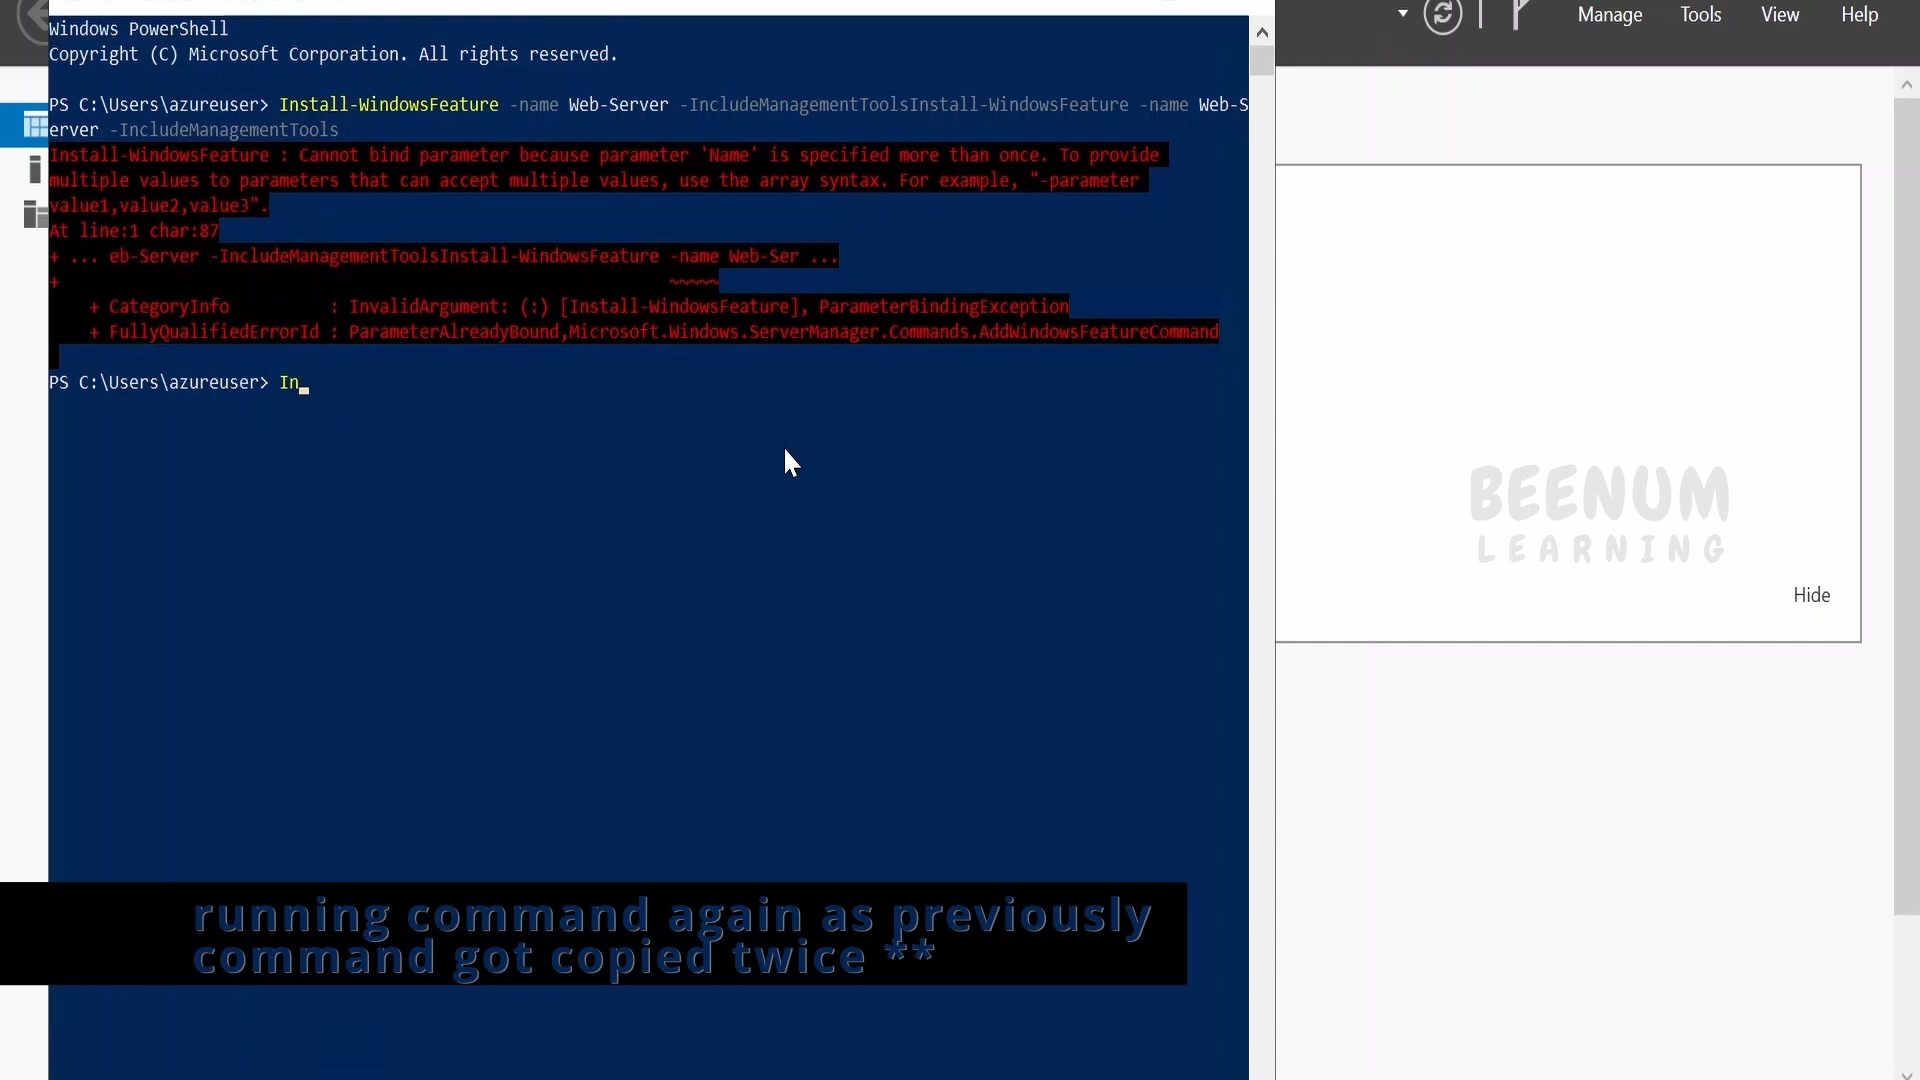 Windows PowerShell
Copyright (C) Microsoft Corporation. All rights reserved.
PS C:\Users\azureuser> Install-WindowsFeature -name Web-Server -IncludeManagementToolsInstall-WindowsFeature -name Web-S
erver -IncludeManagementTools
Install-WindowsFeature : Cannot bind parameter because parameter 'Name' is specified more than once. To provide
multiple values to parameters that can accept multiple values, use the array syntax. For example, "-parameter
value1,value2,value3".
At line:1 char:87
+ ... eb-Server -IncludeManagementToolsInstall-WindowsFeature -name Web-Ser ...
+ ~~~~~
+ CategoryInfo : InvalidArgument: (:) [Install-WindowsFeature], ParameterBindingException
+ FullyQualifiedErrorId : ParameterAlreadyBound,Microsoft.Windows.ServerManager.Commands.AddWindowsFeatureCommand
PS C:\Users\azureuser> In_
Manage Tools View Help
BEENUM
LEARNING
Hide
running command again as previously
command got copied twice **